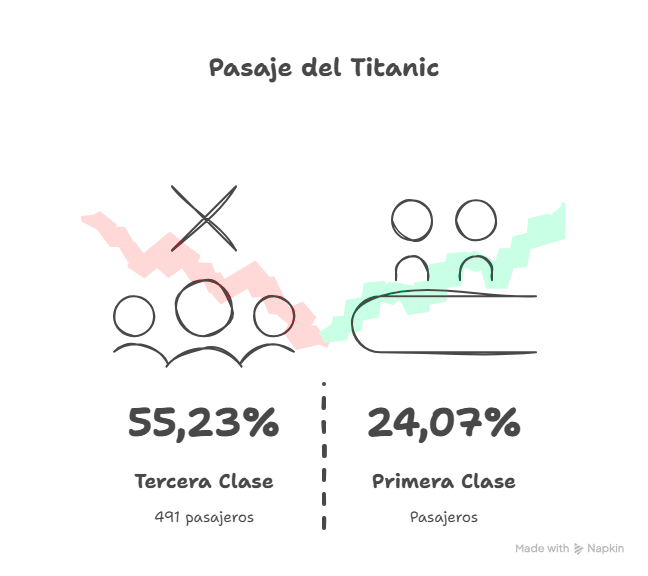 Pasaje del Titanic
55,23%
24,07%
Tercera Clase
Primera Clase
491 pasajeros
Pasajeros
Made with Napkin